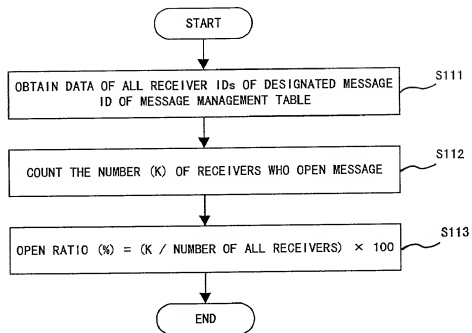 START
OBTAIN DATA OF ALL RECEIVER IDs OF DESIGNATED MESSAGE
ID OF MESSAGE MANAGEMENT TABLE
S111
COUNT THE NUMBER (K) OF RECEIVERS WHO OPEN MESSAGE
S112
OPEN RATIO (%) = (K / NUMBER OF ALL RECEIVERS) × 100
S113
END